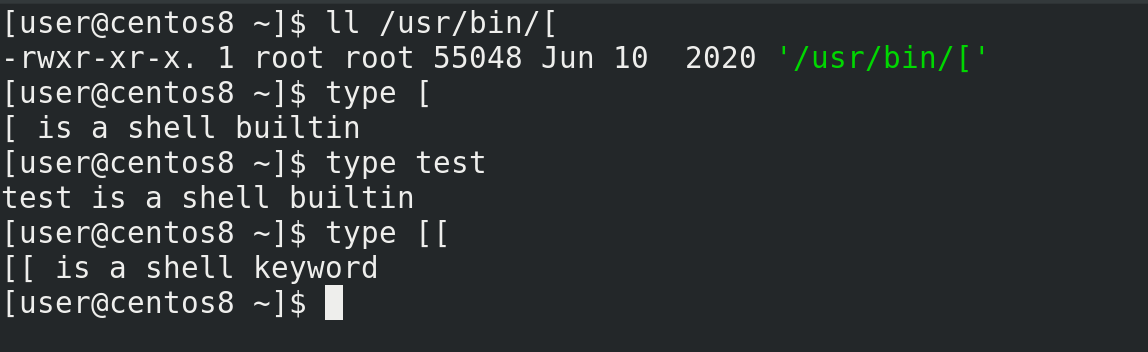 [user@centos8 ~]$ ll /usr/bin/[
-rwxr-xr-x. 1 root root 55048 Jun 10  2020 '/usr/bin/['
[user@centos8 ~]$ type [
[ is a shell builtin
[user@centos8 ~]$ type test
test is a shell builtin
[user@centos8 ~]$ type [[
[[ is a shell keyword
[user@centos8 ~]$